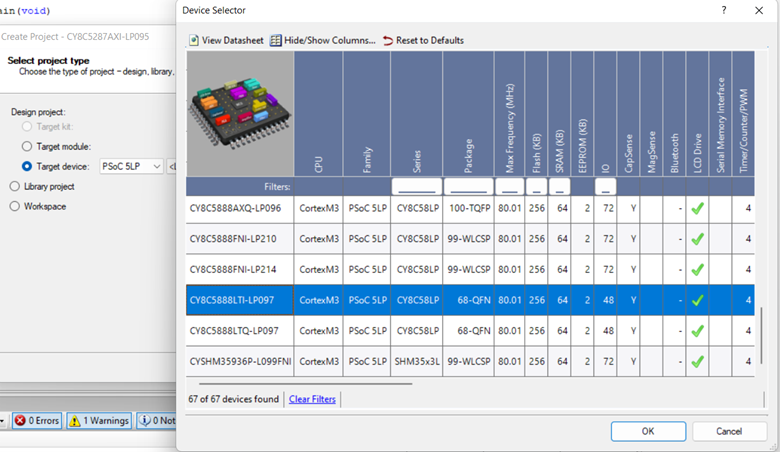 ain(void)
Create Project - CY8C5287AXI-LP095
Select project type
Choose the type of project – design, library,
Design project:
Target kit:
Target module:
Target device: PSoC 5LP
Library project
Workspace
0 Errors 1 Warnings 0 Not
Device Selector
View Datasheet Hide/Show Columns... Reset to Defaults
CPU Family Series Package Max Frequency (MHz) Flash (KB) SRAM (KB) EEPROM (KB) IO CapSense MagSense Bluetooth LCD Drive Serial Memory Interface Timer/Counter/PWM
Filters:
CY8C5888AXQ-LP096 CortexM3 PSoC 5LP CY8C58LP 100-TQFP 80.01 256 64 2 72 Y - 4
CY8C5888FNI-LP210 CortexM3 PSoC 5LP CY8C58LP 99-WLCSP 80.01 256 64 2 72 Y - 4
CY8C5888FNI-LP214 CortexM3 PSoC 5LP CY8C58LP 99-WLCSP 80.01 256 64 2 72 Y - 4
CY8C5888LTI-LP097 CortexM3 PSoC 5LP CY8C58LP 68-QFN 80.01 256 64 2 48 Y - 4
CY8C5888LTQ-LP097 CortexM3 PSoC 5LP CY8C58LP 68-QFN 80.01 256 64 2 48 Y - 4
CYSHM35936P-L099FNI CortexM3 PSoC 5LP SHM35x3L 99-WLCSP 80.01 256 64 2 72 Y - 4
67 of 67 devices found Clear Filters
OK Cancel